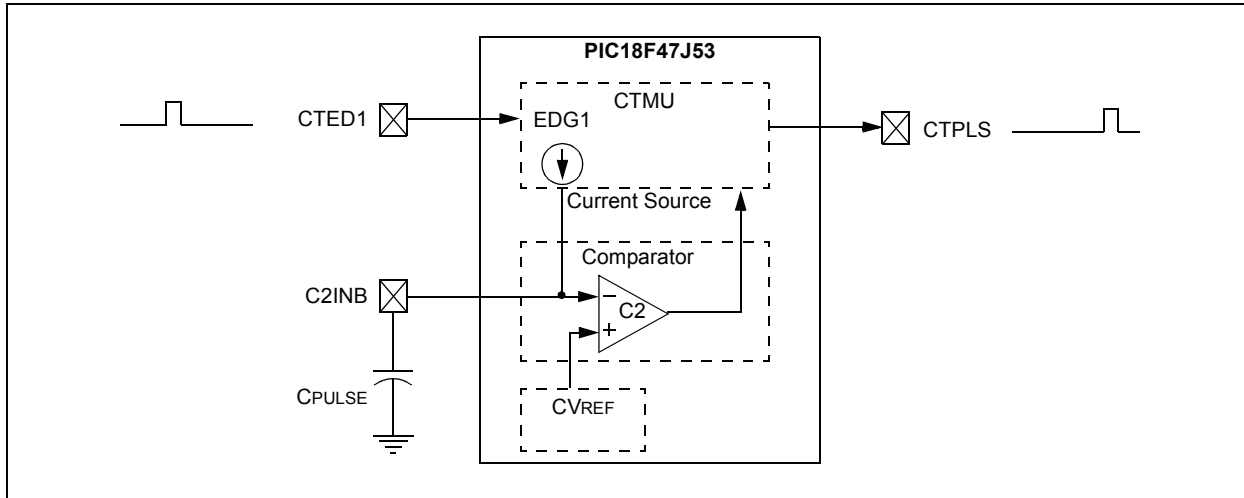 PIC18F47J53
CTMU
CTED1
EDG1
CTPLS
Current Source
Comparator
C2INB
−
C2
+
CPULSE
CVREF